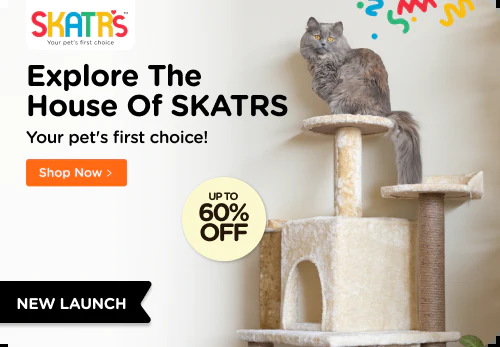 SKATRS™
Your pet's first choice
Explore The
House Of SKATRS
Your pet's first choice!
Shop Now >
UP TO
60%
OFF
NEW LAUNCH